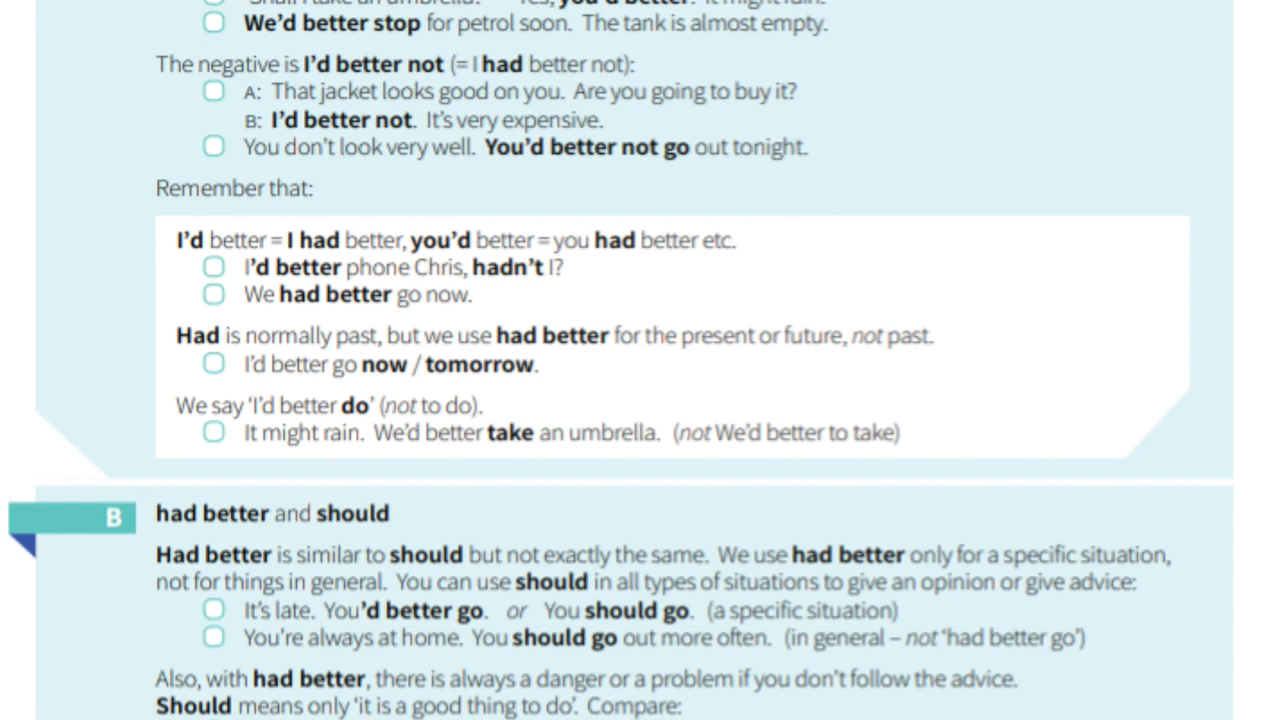 'Shall I take an umbrella?' 'Yes, you'd better. It might rain.'
We'd better stop for petrol soon. The tank is almost empty.
The negative is I'd better not (= I had better not):
A: That jacket looks good on you. Are you going to buy it?
B: I'd better not. It's very expensive.
You don't look very well. You'd better not go out tonight.
Remember that:
I'd better = I had better, you'd better = you had better etc.
I'd better phone Chris, hadn't I?
We had better go now.
Had is normally past, but we use had better for the present or future, not past.
I'd better go now / tomorrow.
We say 'I'd better do' (not to do).
It might rain. We'd better take an umbrella. (not We'd better to take)
B had better and should
Had better is similar to should but not exactly the same. We use had better only for a specific situation,
not for things in general. You can use should in all types of situations to give an opinion or give advice:
It's late. You'd better go. or You should go. (a specific situation)
You're always at home. You should go out more often. (in general – not 'had better go')
Also, with had better, there is always a danger or a problem if you don't follow the advice.
Should means only 'it is a good thing to do'. Compare: